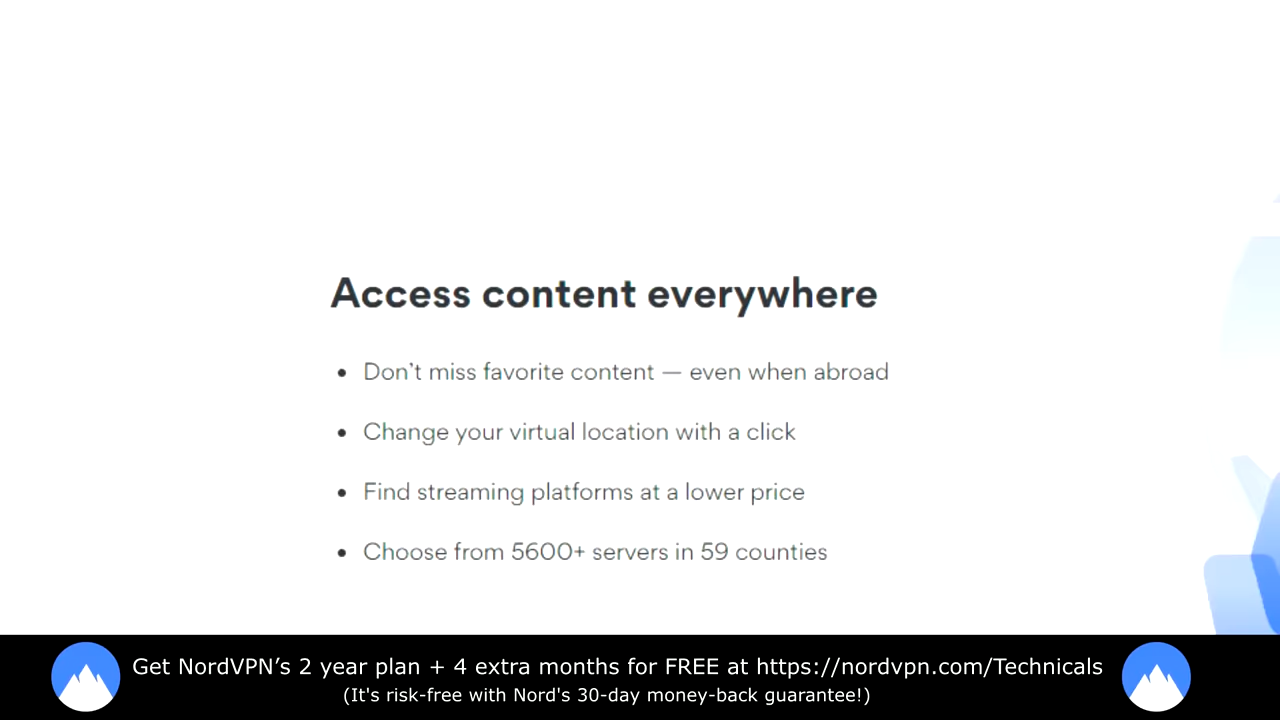 Access content everywhere
• Don't miss favorite content — even when abroad
• Change your virtual location with a click
• Find streaming platforms at a lower price
• Choose from 5600+ servers in 59 counties
Get NordVPN’s 2 year plan + 4 extra months for FREE at https://nordvpn.com/Technicals
(It's risk-free with Nord's 30-day money-back guarantee!)